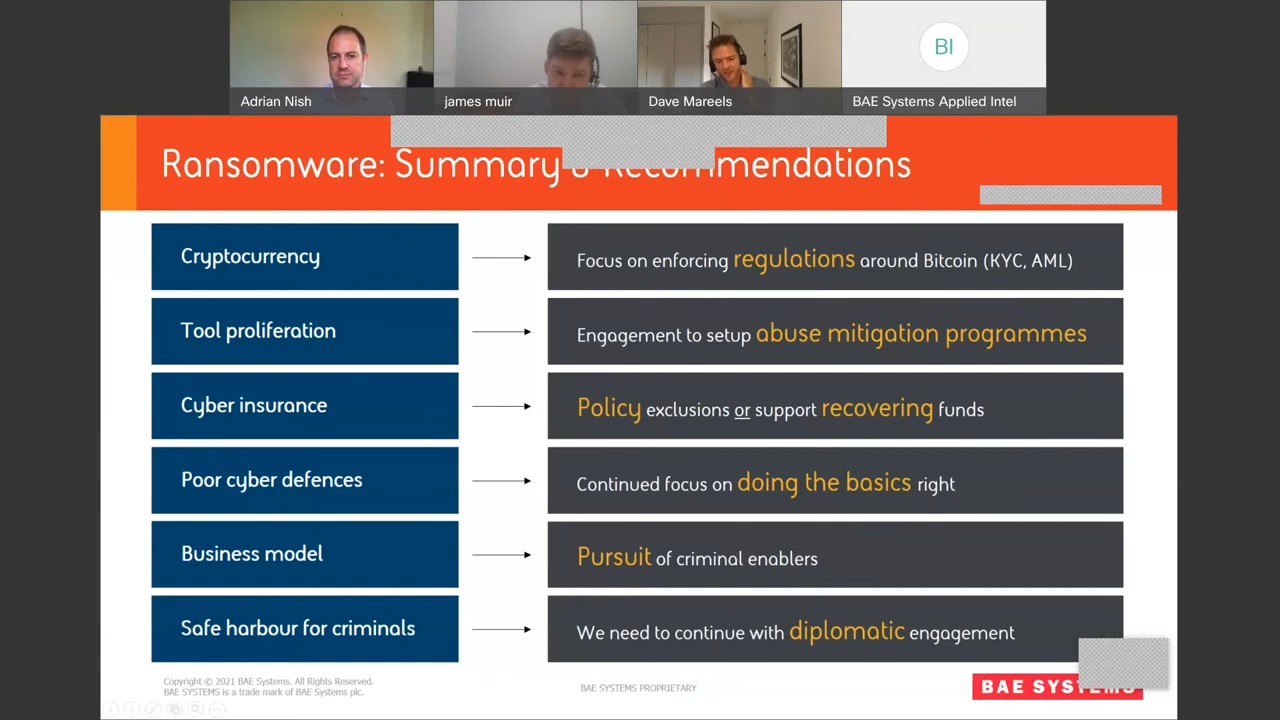 BI
Adrian Nish
james muir
Dave Mareels
BAE Systems Applied Intel
Ransomware: Summary & Recommendations
Cryptocurrency
Focus on enforcing regulations around Bitcoin (KYC, AML)
Tool proliferation
Engagement to setup abuse mitigation programmes
Cyber insurance
Policy exclusions or support recovering funds
Poor cyber defences
Continued focus on doing the basics right
Business model
Pursuit of criminal enablers
Safe harbour for criminals
We need to continue with diplomatic engagement
Copyright © 2021 BAE Systems. All Rights Reserved.
BAE SYSTEMS is a trade mark of BAE Systems plc.
BAE SYSTEMS PROPRIETARY
BAE SYSTEMS